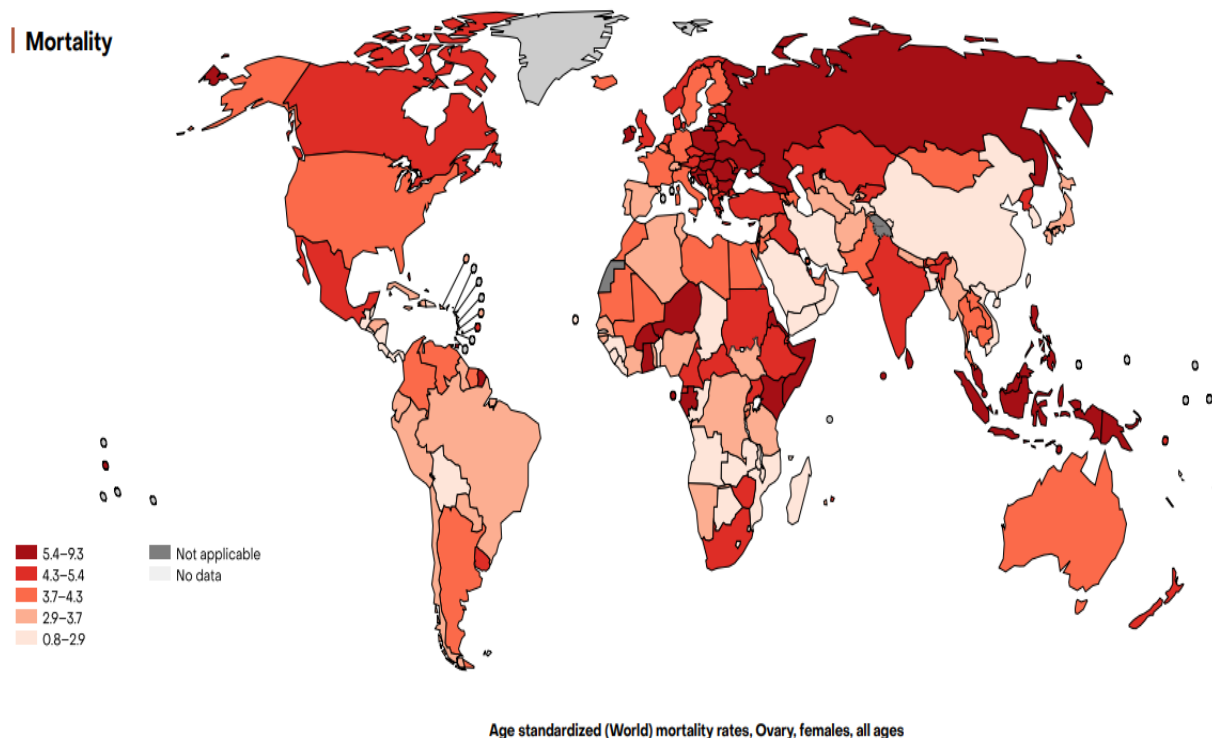 Mortality
5.4–9.3
4.3–5.4
3.7–4.3
2.9–3.7
0.8–2.9
Not applicable
No data
Age standardized (World) mortality rates, Ovary, females, all ages